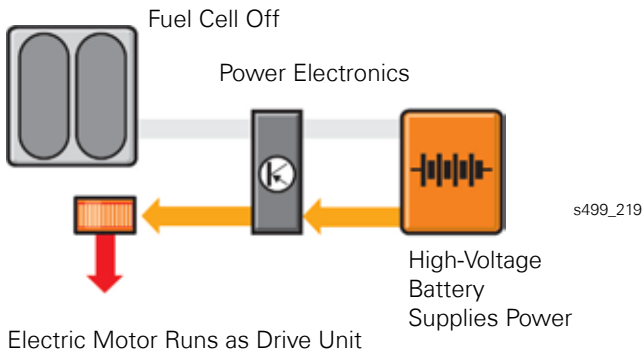 Fuel Cell Off
Power Electronics
s499_219
High-Voltage
Battery
Supplies Power
Electric Motor Runs as Drive Unit